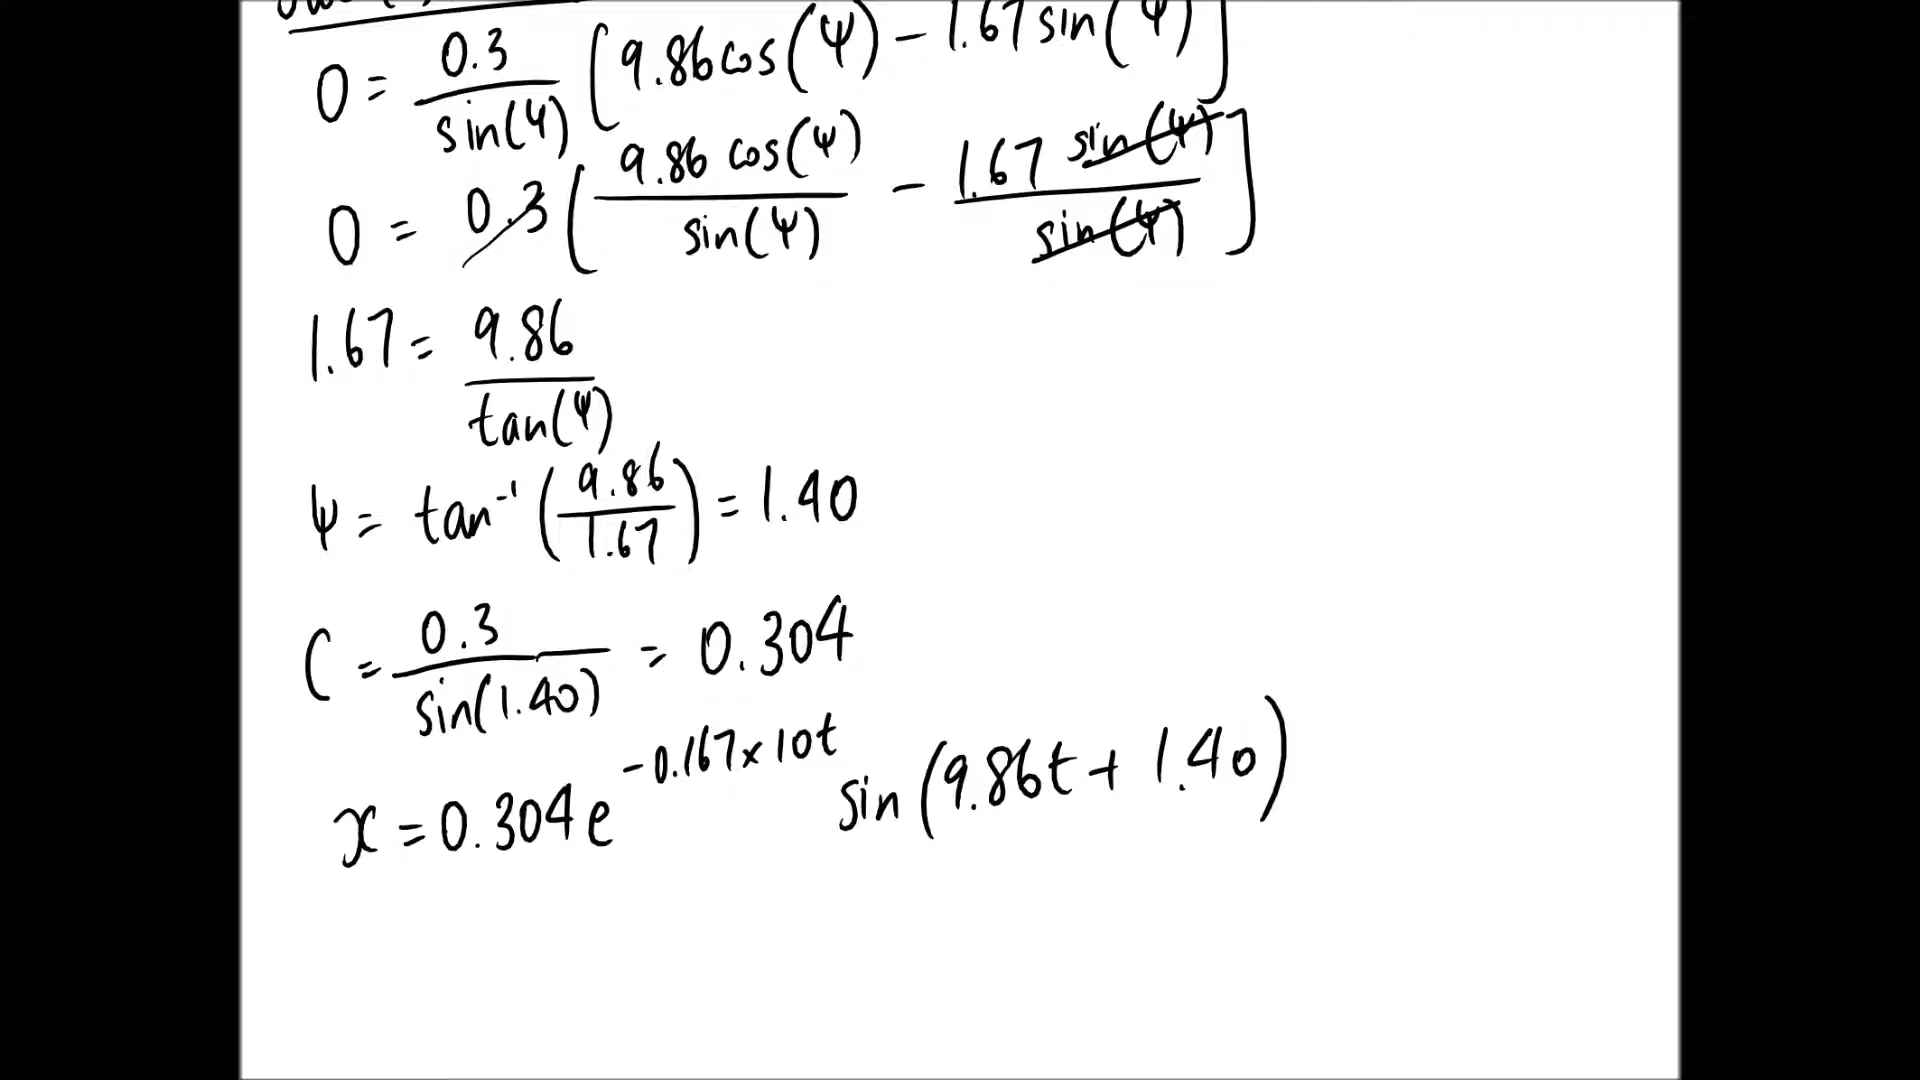 0 = 0.3/sin(ψ) [9.86cos(ψ) - 1.67sin(ψ)]
0 = 0.3 [9.86 cos(ψ)/sin(ψ) - 1.67 sin(ψ)/sin(ψ)]
1.67 = 9.86/tan(ψ)
ψ = tan⁻¹(9.86/1.67) = 1.40
C = 0.3/sin(1.40) = 0.304
x = 0.304e^(-0.167×10t) sin(9.86t + 1.40)